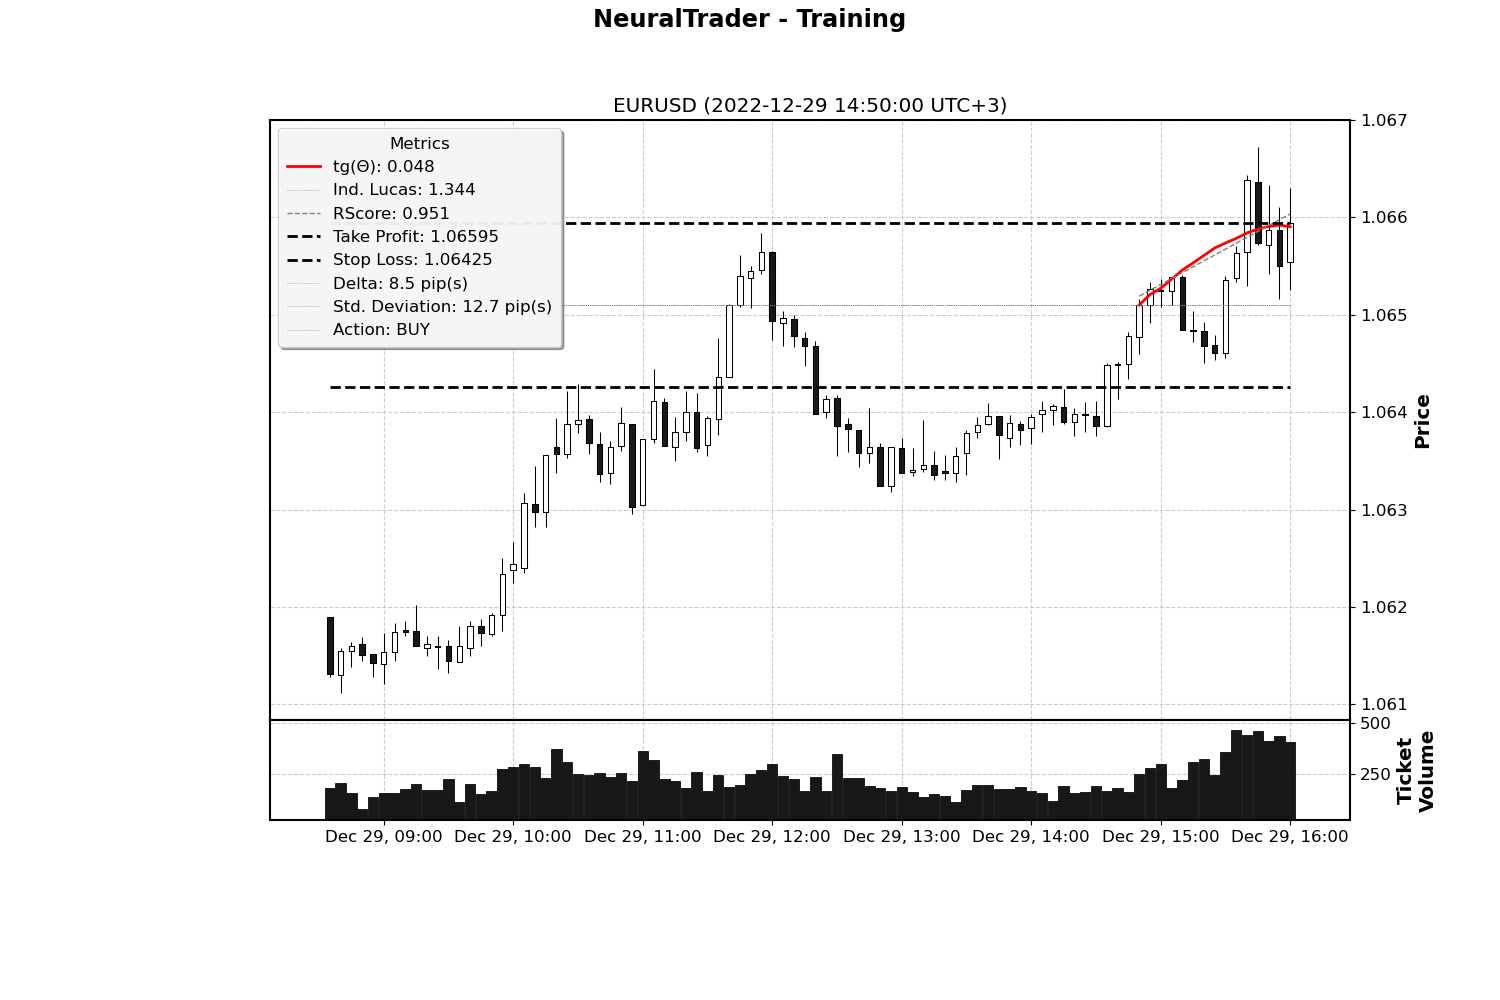 NeuralTrader - Training
EURUSD (2022-12-29 14:50:00 UTC+3)
Metrics
tg(Θ): 0.048
Ind. Lucas: 1.344
RScore: 0.951
Take Profit: 1.06595
Stop Loss: 1.06425
Delta: 8.5 pip(s)
Std. Deviation: 12.7 pip(s)
Action: BUY
1.067
1.066
1.065
1.064
1.063
1.062
1.061
Price
500
250
Ticket
Volume
Dec 29, 09:00 Dec 29, 10:00 Dec 29, 11:00 Dec 29, 12:00 Dec 29, 13:00 Dec 29, 14:00 Dec 29, 15:00 Dec 29, 16:00